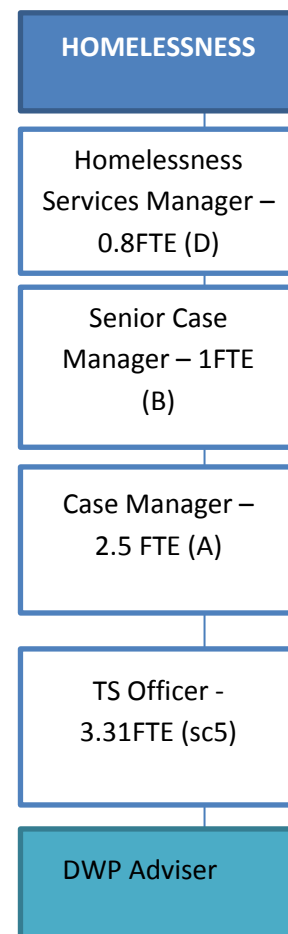 HOMELESSNESS
Homelessness
Services Manager –
0.8FTE (D)
Senior Case
Manager – 1FTE
(B)
Case Manager –
2.5 FTE (A)
TS Officer -
3.31FTE (sc5)
DWP Adviser